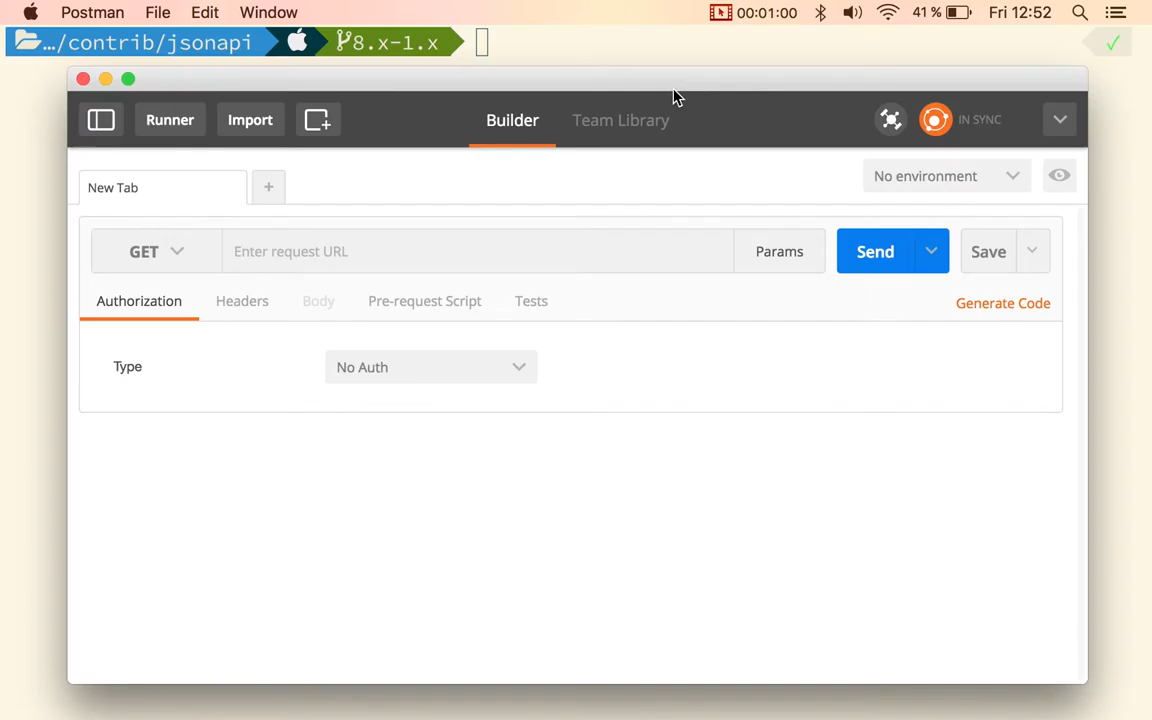 Postman File Edit Window 00:01:00 41 % Fri 12:52
.../contrib/jsonapi 8.x-1.x
Runner Import Builder Team Library IN SYNC
New Tab + No environment
GET Enter request URL Params Send Save
Authorization Headers Body Pre-request Script Tests Generate Code
Type No Auth